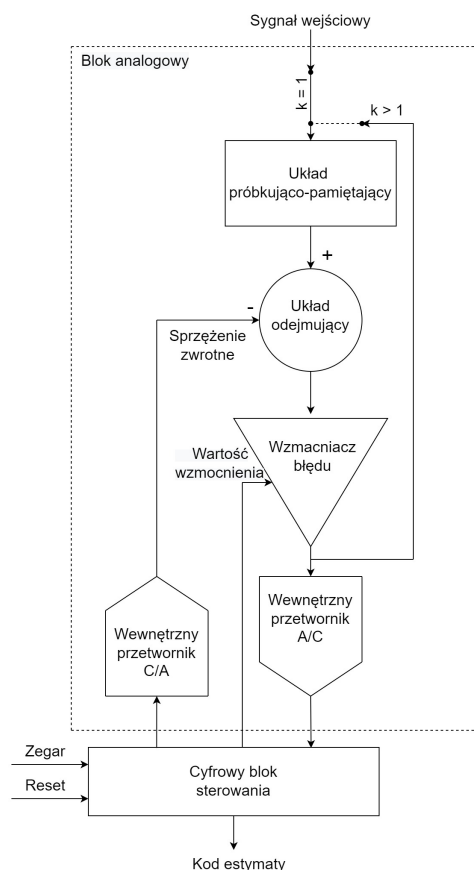 Sygnał wejściowy
Blok analogowy
k = 1
k > 1
Układ
próbkująco-pamiętający
+
-
Układ
odejmujący
Sprzężenie
zwrotne
Wartość
wzmocnienia
Wzmacniacz
błędu
Wewnętrzny
przetwornik
C/A
Wewnętrzny
przetwornik
A/C
Zegar
Reset
Cyfrowy blok
sterowania
Kod estymaty